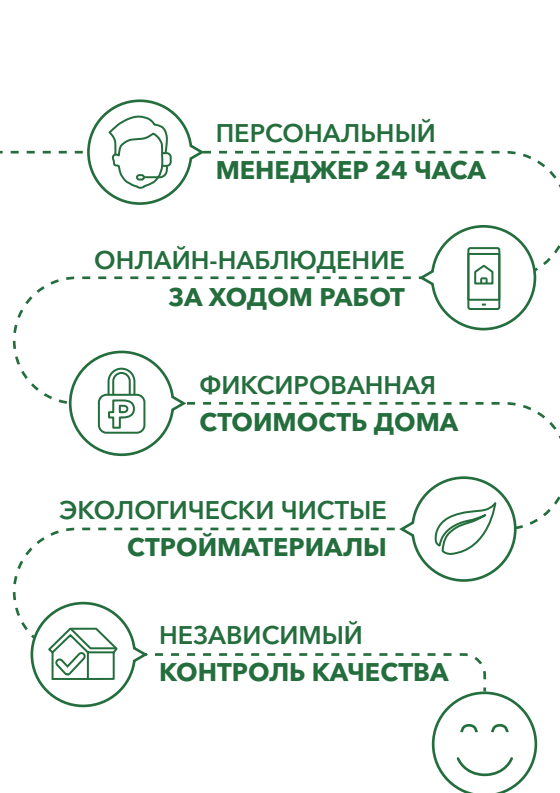 ПЕРСОНАЛЬНЫЙ
МЕНЕДЖЕР 24 ЧАСА
ОНЛАЙН-НАБЛЮДЕНИЕ
ЗА ХОДОМ РАБОТ
ФИКСИРОВАННАЯ
СТОИМОСТЬ ДОМА
ЭКОЛОГИЧЕСКИ ЧИСТЫЕ
СТРОЙМАТЕРИАЛЫ
НЕЗАВИСИМЫЙ
КОНТРОЛЬ КАЧЕСТВА